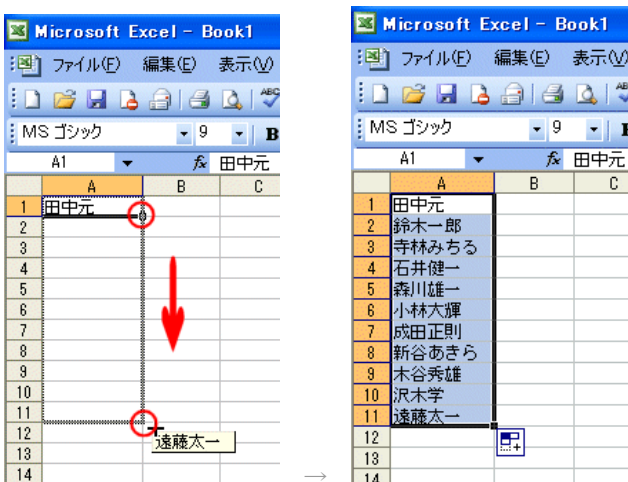 Microsoft Excel - Book1
ファイル(F) 編集(E) 表示(V)
ABC
MS ゴシック 9 B
A1 fx 田中元
A B C
1 田中元
2
3
4
5
6
7
8
9
10
11
12 遠藤太一
13
14
→
Microsoft Excel - Book1
ファイル(F) 編集(E) 表示(V)
ABC
MS ゴシック 9
A1 fx 田中元
A B C
1 田中元
2 鈴木一郎
3 寺林みちる
4 石井健一
5 森川雄一
6 小林大輝
7 成田正則
8 新谷あきら
9 木谷秀雄
10 沢木学
11 遠藤太一
12
13
14